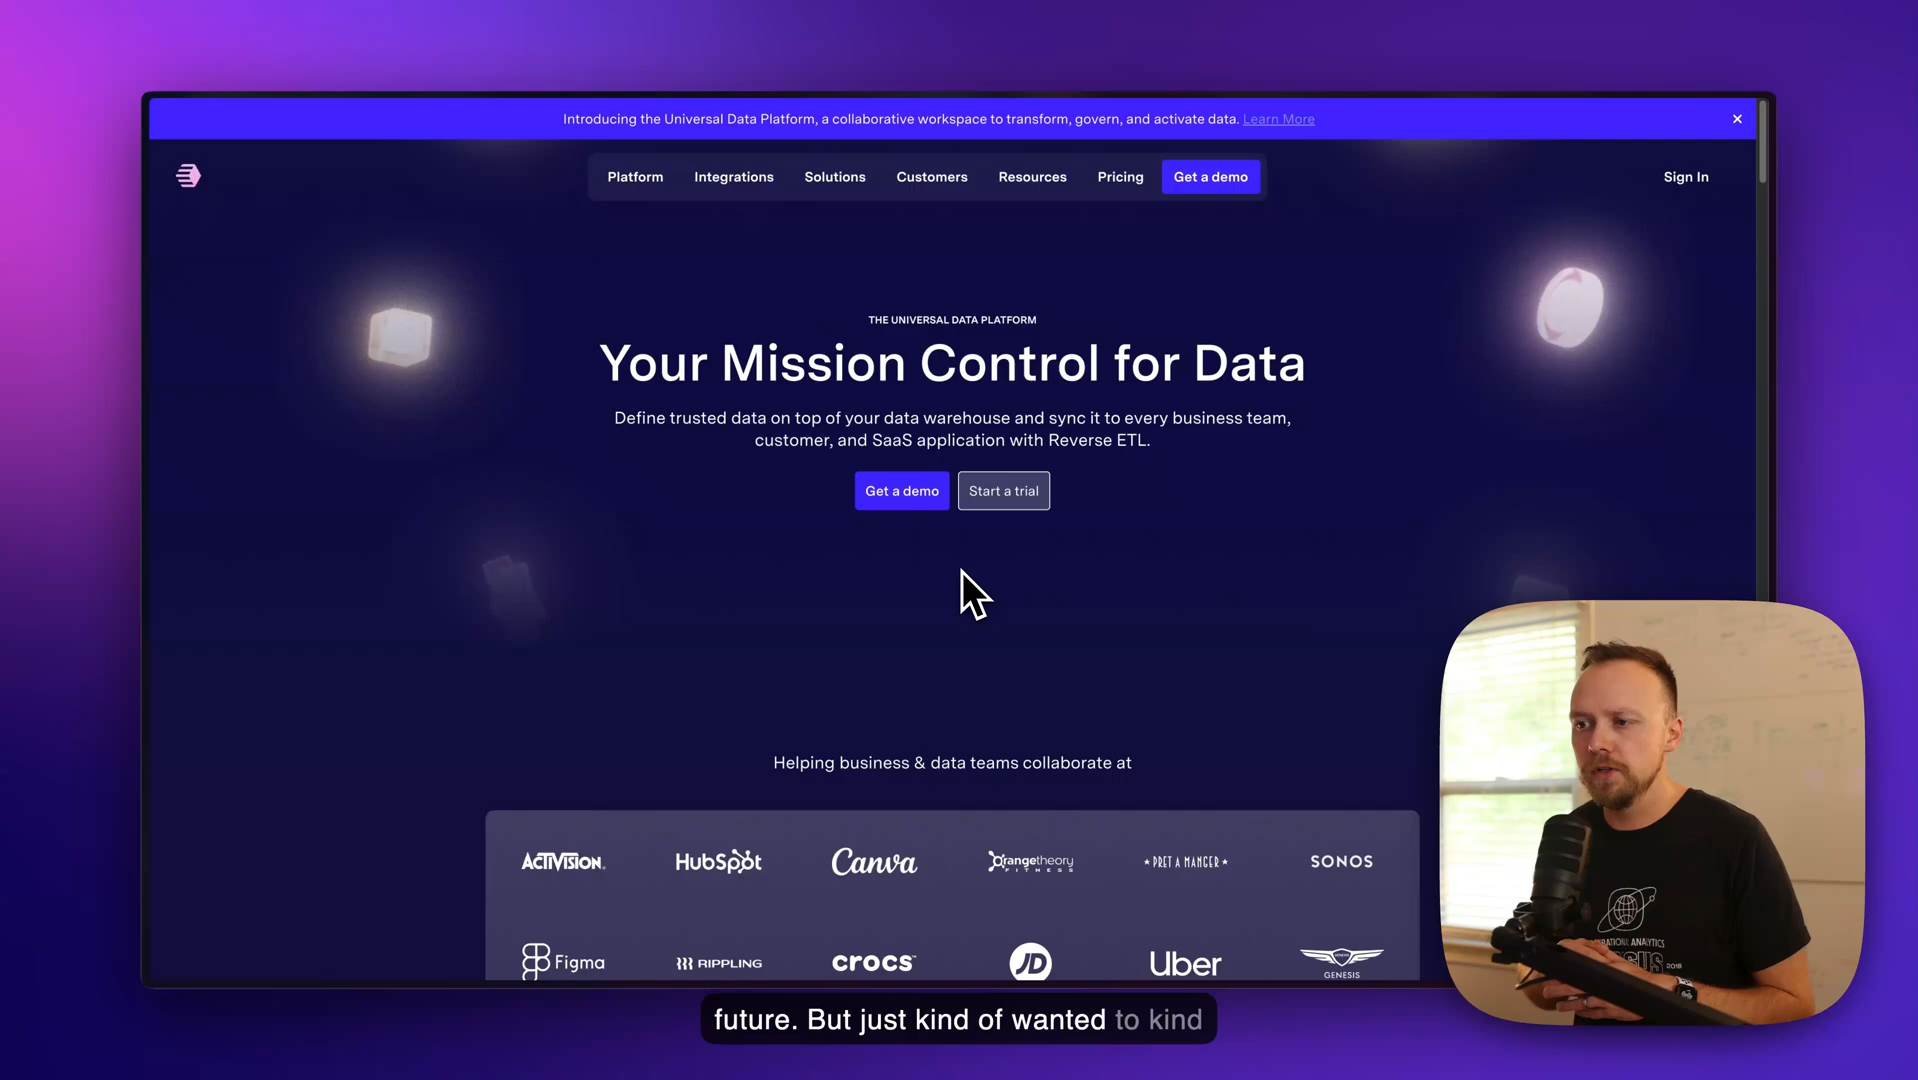 Introducing the Universal Data Platform, a collaborative workspace to transform, govern, and activate data. Learn More
Platform Integrations Solutions Customers Resources Pricing Get a demo Sign In
THE UNIVERSAL DATA PLATFORM
Your Mission Control for Data
Define trusted data on top of your data warehouse and sync it to every business team,
customer, and SaaS application with Reverse ETL.
Get a demo Start a trial
Helping business & data teams collaborate at
ACTIVISION HubSpot Canva Orangetheory FITNESS PRET A MANGER SONOS
Figma RIPPLING crocs JD Uber GENESIS
ANALYTICS
2018
future. But just kind of wanted to kind